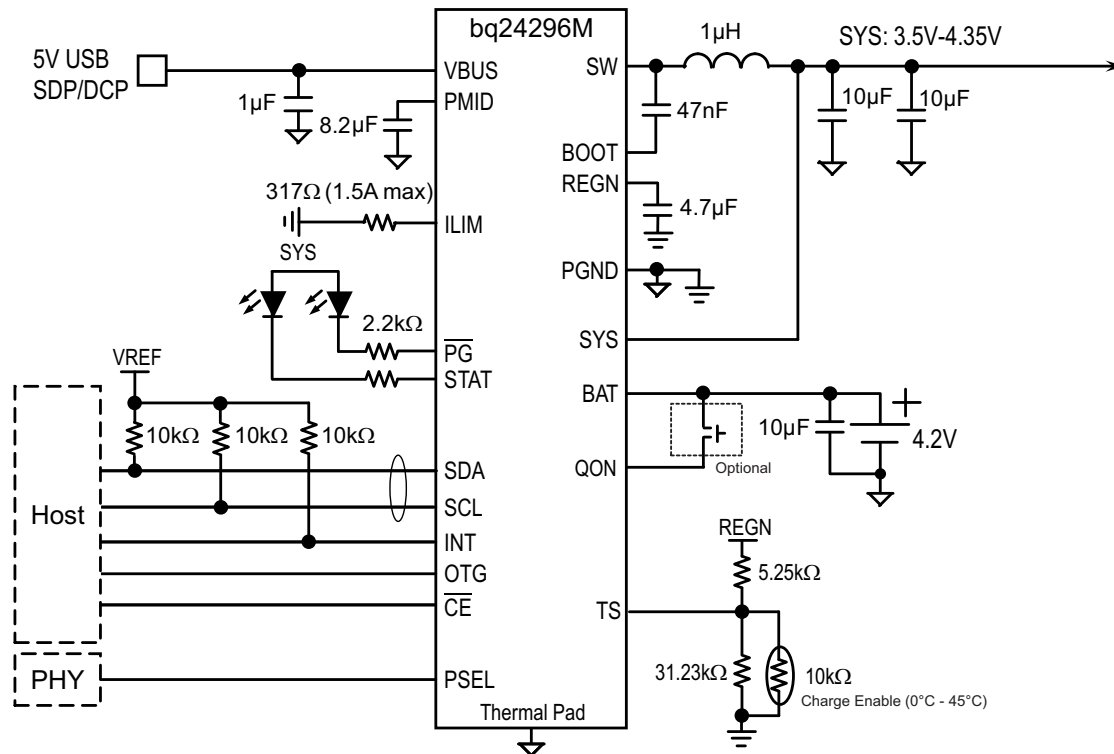 bq24296M
5V USB
SDP/DCP
VBUS
1µF
PMID
8.2µF
317Ω (1.5A max)
ILIM
SYS
2.2kΩ
PG
STAT
VREF
10kΩ
10kΩ
10kΩ
Host
SDA
SCL
INT
OTG
CE
PHY
PSEL
Thermal Pad
SW
1µH
SYS: 3.5V-4.35V
47nF
10µF
10µF
BOOT
REGN
4.7µF
PGND
SYS
BAT
10µF
+
4.2V
Optional
QON
REGN
5.25kΩ
TS
31.23kΩ
10kΩ
Charge Enable (0°C - 45°C)